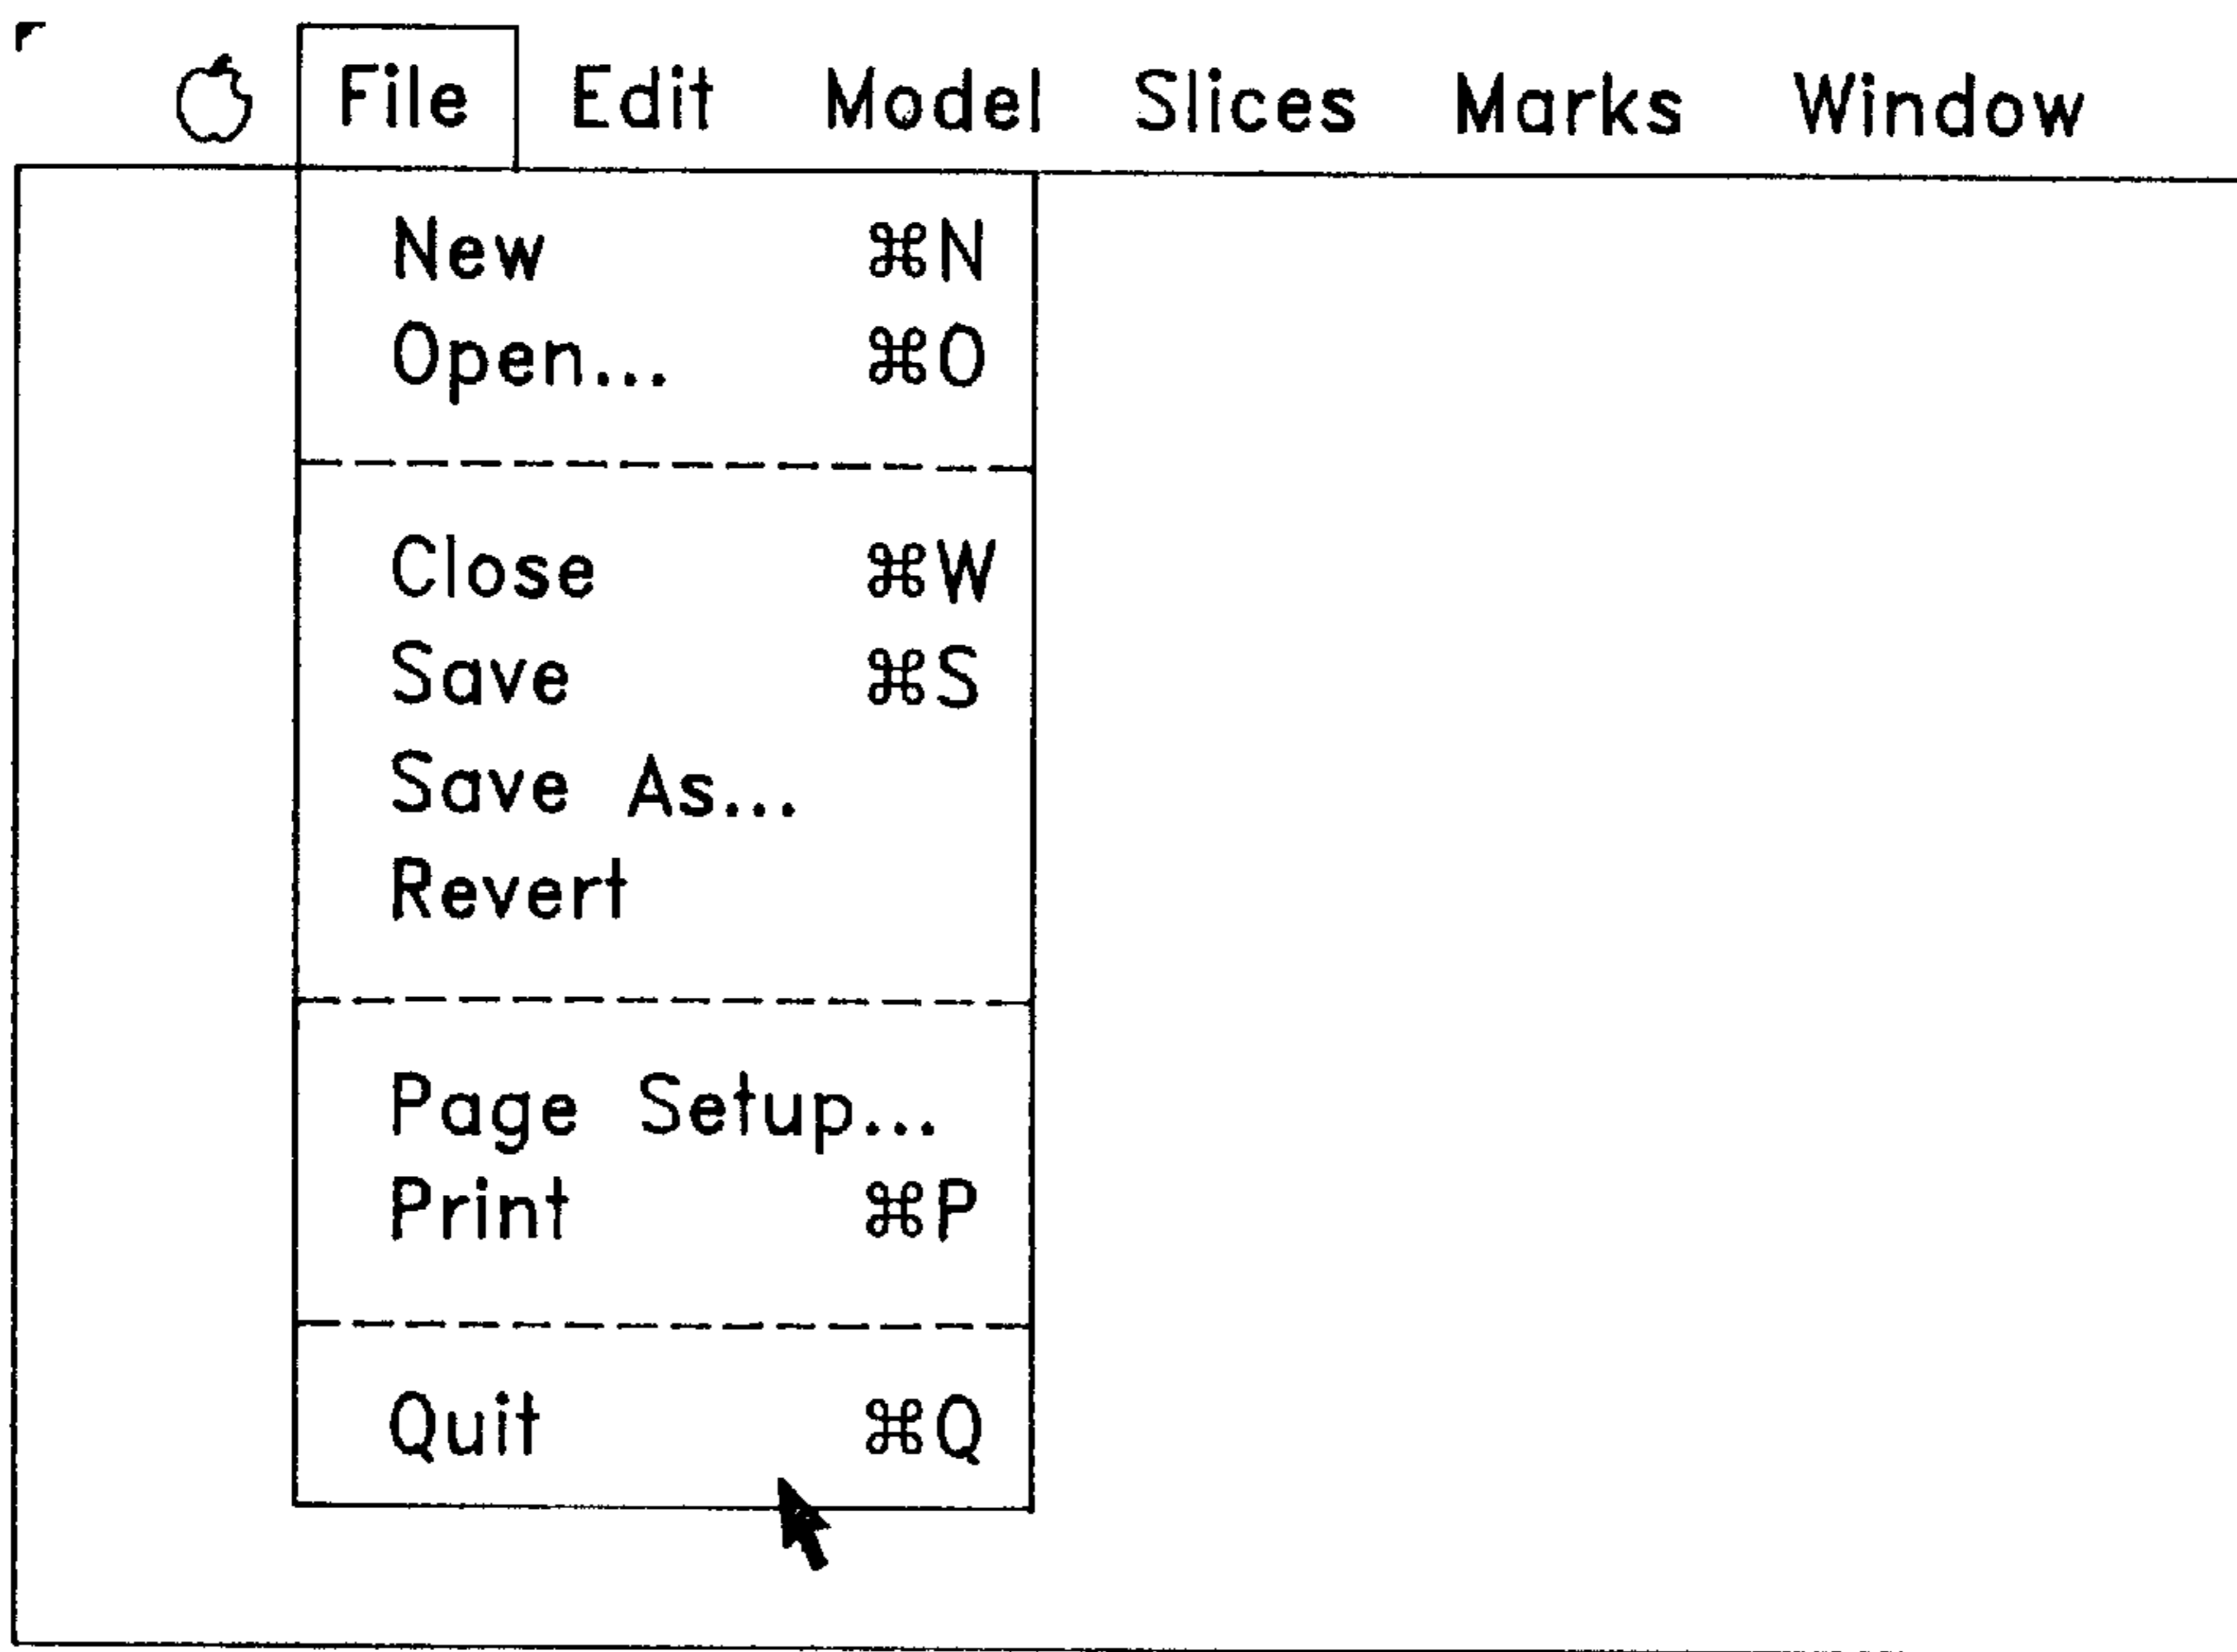 File Edit Model Slices Marks Window
New ⌘N
Open... ⌘O
Close ⌘W
Save ⌘S
Save As...
Revert
Page Setup...
Print ⌘P
Quit ⌘Q